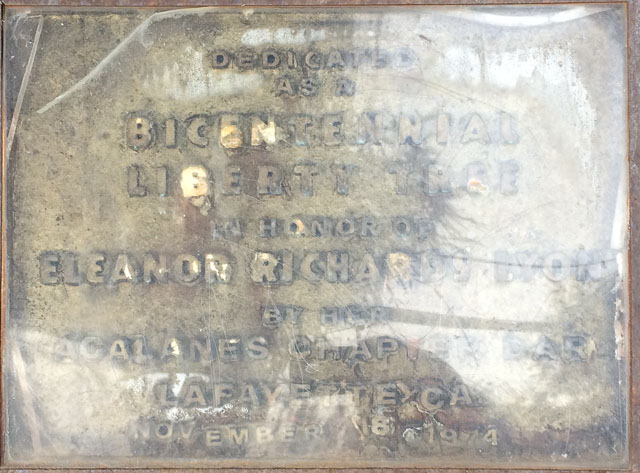 DEDICATED
AS A
BICENTENNIAL
LIBERTY TREE
IN HONOR OF
ELEANOR RICHARDS LYON
BY HER
ACALANES CHAPTER DAR
LAFAYETTE, CA.
NOVEMBER 18, 1974